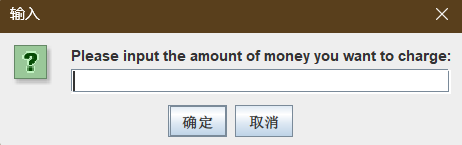 输入
Please input the amount of money you want to charge:
确定 取消